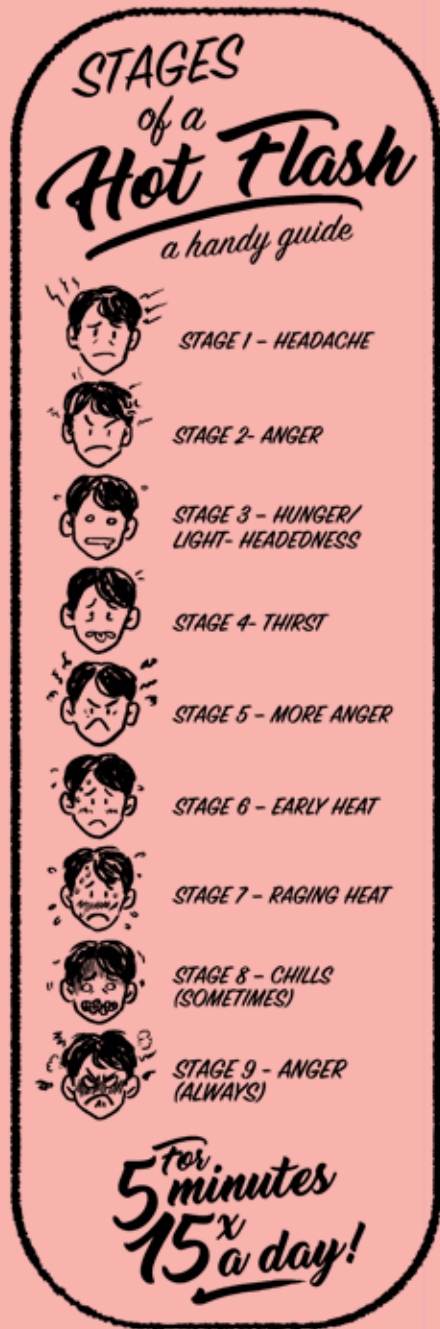 STAGES
of a
Hot Flash
a handy guide
STAGE 1 – HEADACHE
STAGE 2- ANGER
STAGE 3 – HUNGER/
LIGHT- HEADEDNESS
STAGE 4- THIRST
STAGE 5 – MORE ANGER
STAGE 6 – EARLY HEAT
STAGE 7 – RAGING HEAT
STAGE 8 – CHILLS
(SOMETIMES)
STAGE 9 – ANGER
(ALWAYS)
For
5 minutes
15 x
a day!